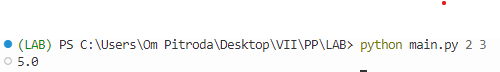 (LAB) PS C:\Users\Om Pitroda\Desktop\VII\PP\LAB> python main.py 2 3
5.0